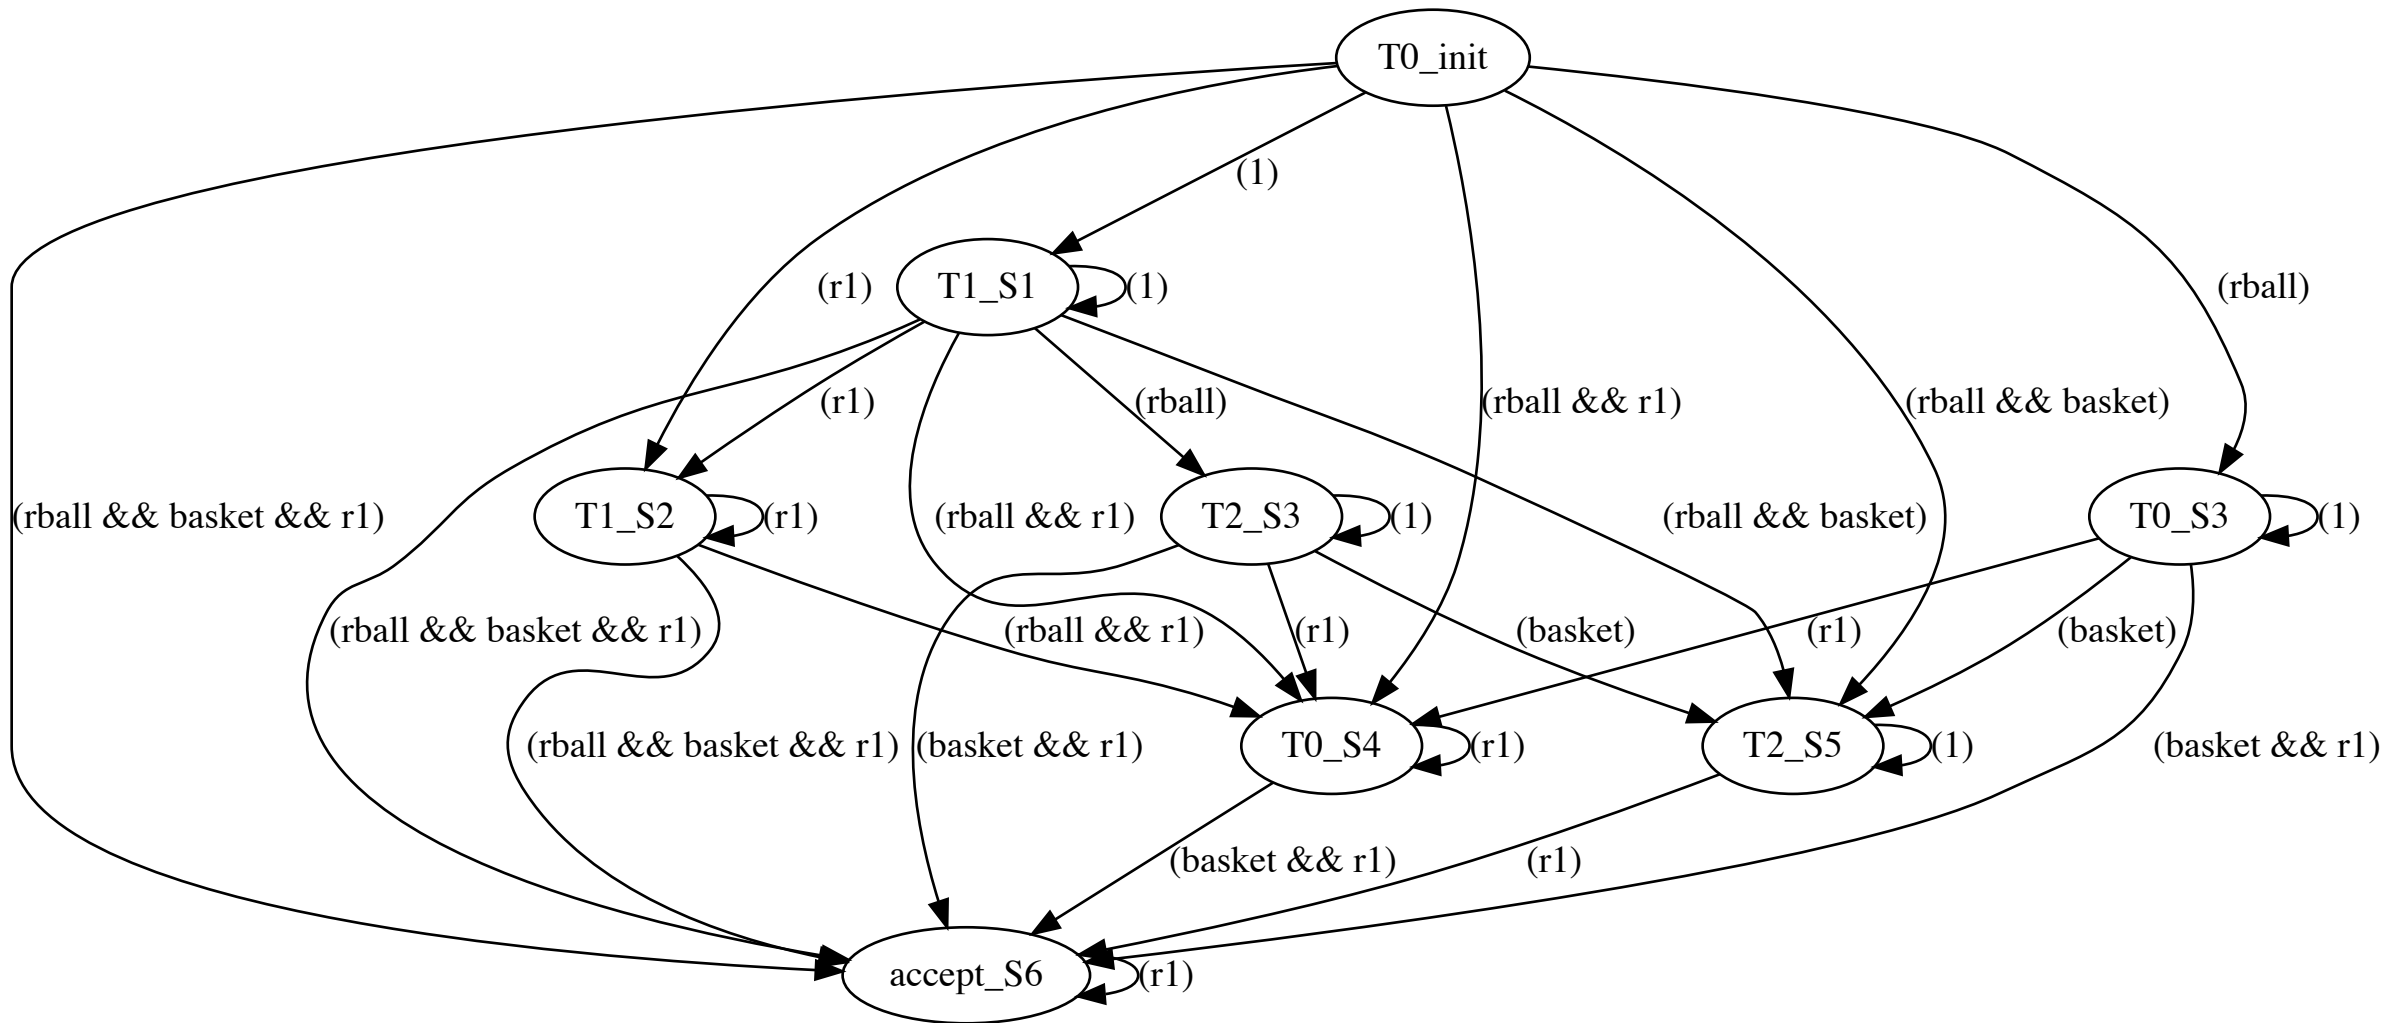 T0_init
(1)
T1_S1
(1)
(r1)
(rball)
(r1)
(rball)
(rball && r1)
(rball && basket)
(rball && basket && r1)
T1_S2
(r1)
(rball && r1)
T2_S3
(1)
(rball && basket)
T0_S3
(1)
(rball && basket && r1)
(rball && r1)
(r1)
(basket)
(r1)
(basket)
(rball && basket && r1)
(basket && r1)
T0_S4
(r1)
T2_S5
(1)
(basket && r1)
(basket && r1)
(r1)
accept_S6
(r1)